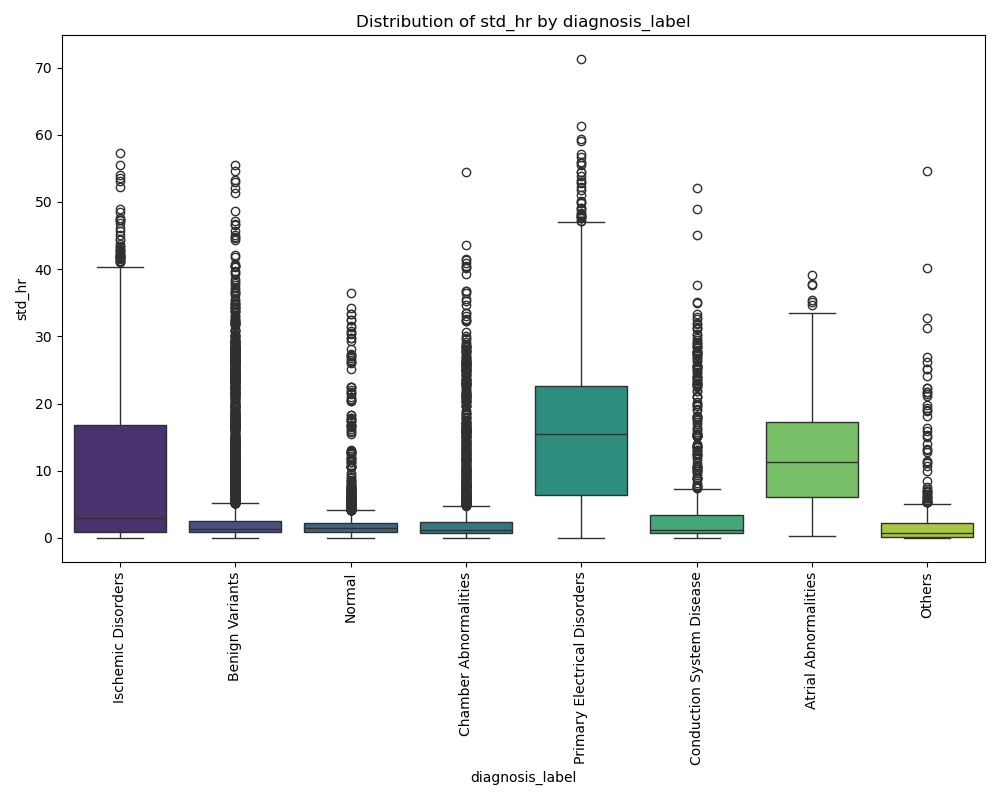 Distribution of std_hr by diagnosis_label
std_hr
70
60
50
40
30
20
10
0
Ischemic Disorders
Benign Variants
Normal
Chamber Abnormalities
Primary Electrical Disorders
Conduction System Disease
Atrial Abnormalities
Others
diagnosis_label